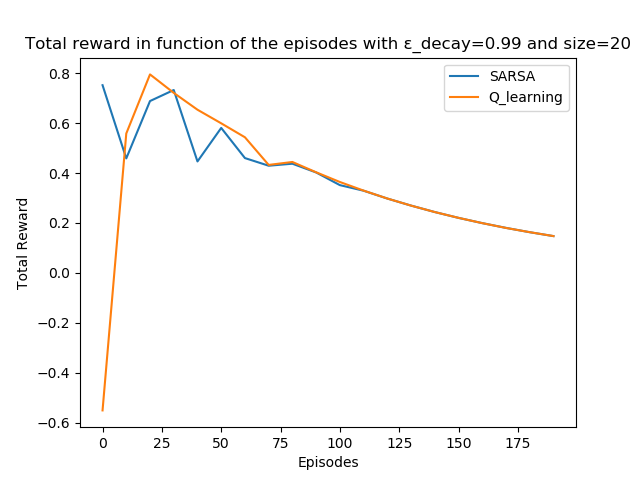 Total reward in function of the episodes with ε_decay=0.99 and size=20
SARSA
Q_learning
Total Reward
0.8
0.6
0.4
0.2
0.0
−0.2
−0.4
−0.6
0 25 50 75 100 125 150 175
Episodes